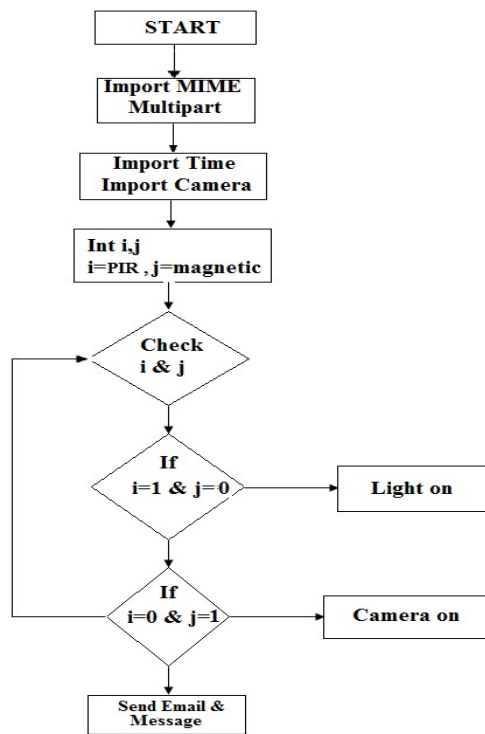 START
Import MIME
Multipart
Import Time
Import Camera
Int i,j
i=PIR , j=magnetic
Check
i & j
If
i=1 & j=0
Light on
If
i=0 & j=1
Camera on
Send Email &
Message